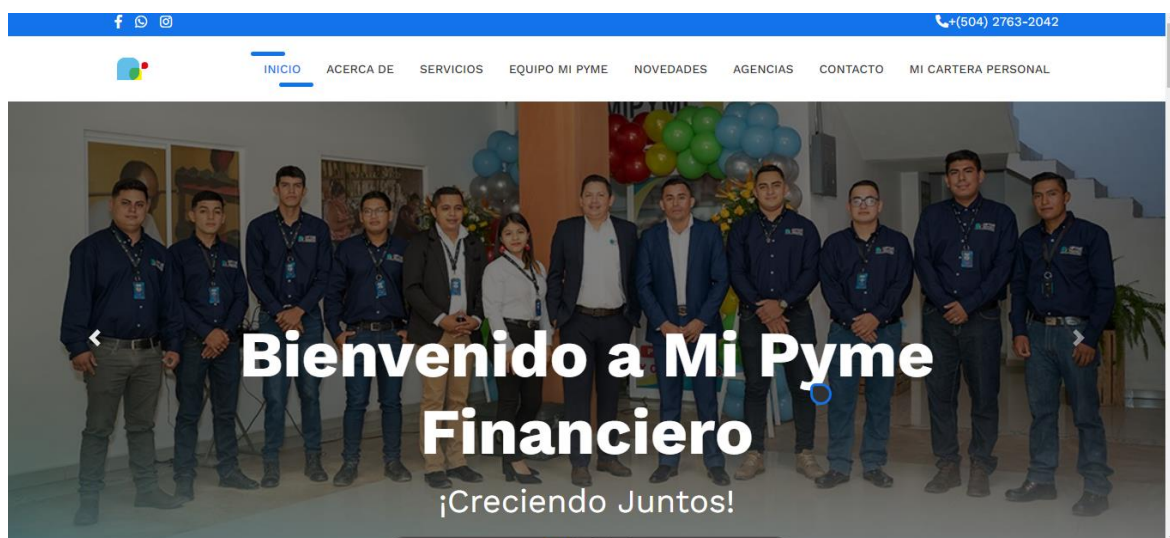 +(504) 2763-2042
INICIO ACERCA DE SERVICIOS EQUIPO MI PYME NOVEDADES AGENCIAS CONTACTO MI CARTERA PERSONAL
MIPYME
Bienvenido a Mi Pyme
Financiero
¡Creciendo Juntos!